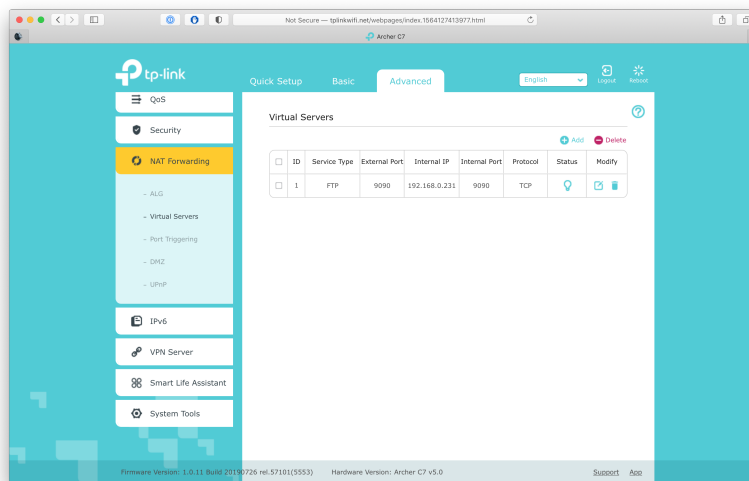 Not Secure — tplinkwifi.net/webpages/index.1564127413977.html
Archer C7
tp-link
Quick Setup Basic Advanced English Logout Reboot
QoS
Security
NAT Forwarding
– ALG
– Virtual Servers
– Port Triggering
– DMZ
– UPnP
IPv6
VPN Server
Smart Life Assistant
System Tools
Virtual Servers
Add Delete
ID Service Type External Port Internal IP Internal Port Protocol Status Modify
1 FTP 9090 192.168.0.231 9090 TCP
Firmware Version: 1.0.11 Build 20190726 rel.57101(5553) Hardware Version: Archer C7 v5.0 Support App